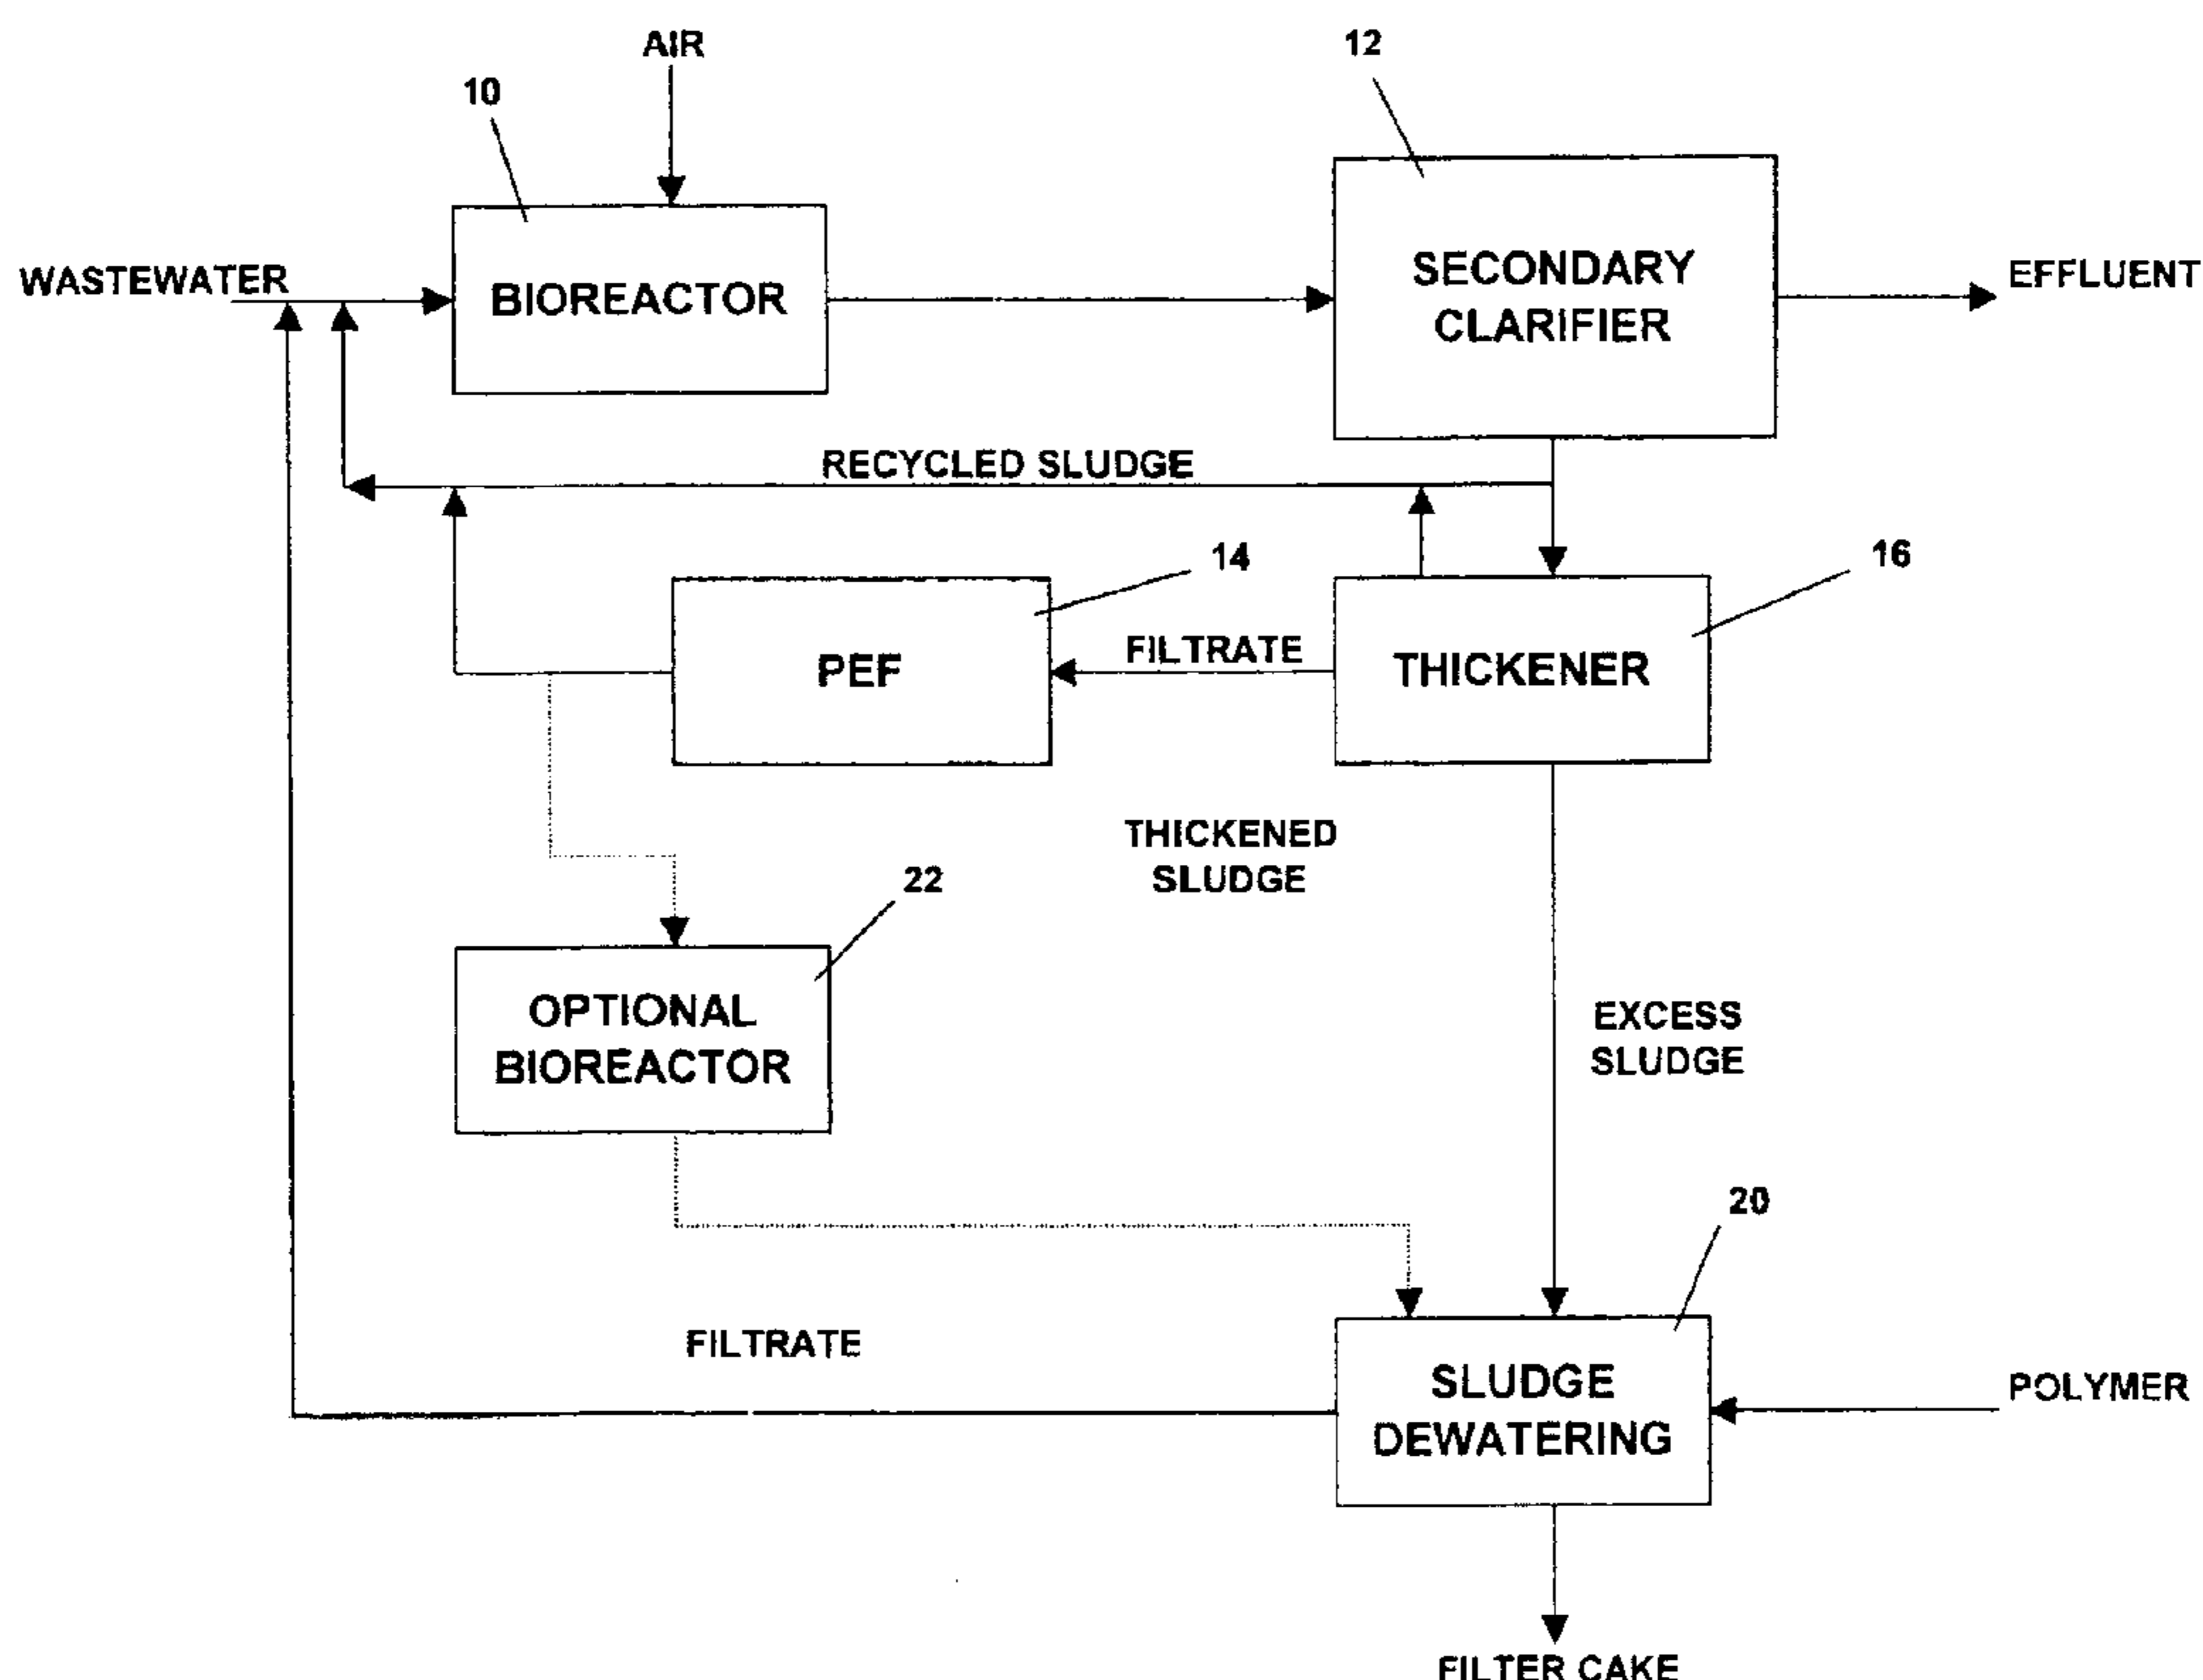 AIR
12
10
WASTEWATER
BIOREACTOR
SECONDARY
CLARIFIER
EFFLUENT
RECYCLED SLUDGE
14
16
PEF
FILTRATE
THICKENER
THICKENED
SLUDGE
22
OPTIONAL
BIOREACTOR
EXCESS
SLUDGE
20
FILTRATE
SLUDGE
DEWATERING
POLYMER
FILTER CAKE